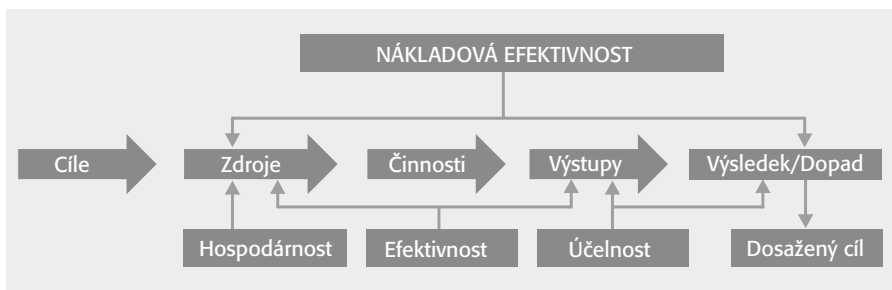 NÁKLADOVÁ EFEKTIVNOST
Cíle
Zdroje
Činnosti
Výstupy
Výsledek/Dopad
Hospodárnost
Efektivnost
Účelnost
Dosažený cíl